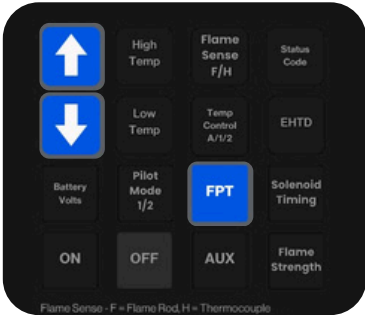 High
Temp
Flame
Sense
F/H
Status
Code
Low
Temp
Temp
Control
A/1/2
EHTD
Battery
Volts
Pilot
Mode
1/2
FPT
Solenoid
Timing
ON
OFF
AUX
Flame
Strength
Flame Sense - F = Flame Rod, H = Thermocouple